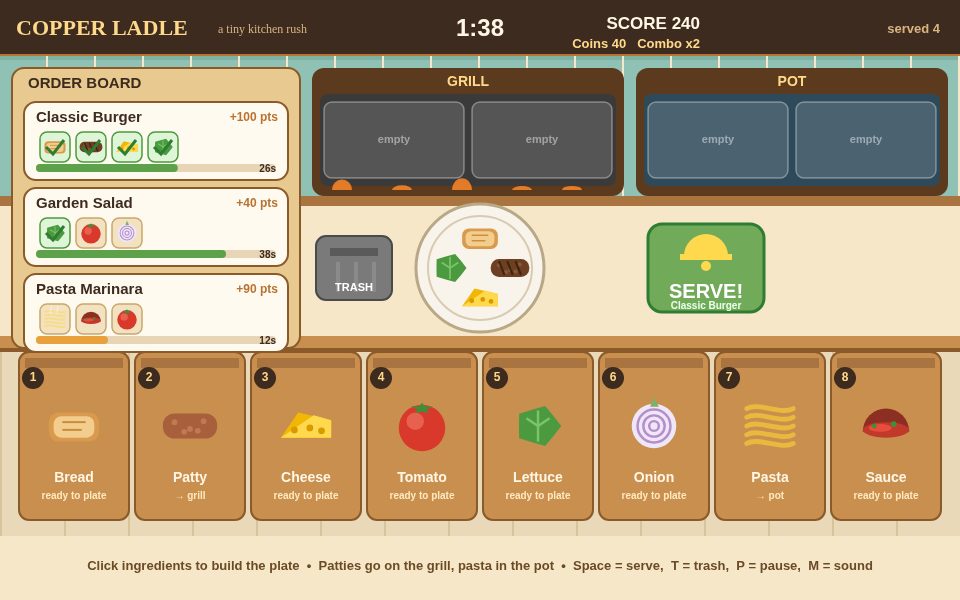 COPPER LADLE
a tiny kitchen rush
1:38
SCORE 240
Coins 40 Combo x2
served 4
ORDER BOARD
Classic Burger
+100 pts
26s
Garden Salad
+40 pts
38s
Pasta Marinara
+90 pts
12s
GRILL
empty
empty
POT
empty
empty
TRASH
SERVE!
Classic Burger
1
Bread
ready to plate
2
Patty
→ grill
3
Cheese
ready to plate
4
Tomato
ready to plate
5
Lettuce
ready to plate
6
Onion
ready to plate
7
Pasta
→ pot
8
Sauce
ready to plate
Click ingredients to build the plate • Patties go on the grill, pasta in the pot • Space = serve, T = trash, P = pause, M = sound